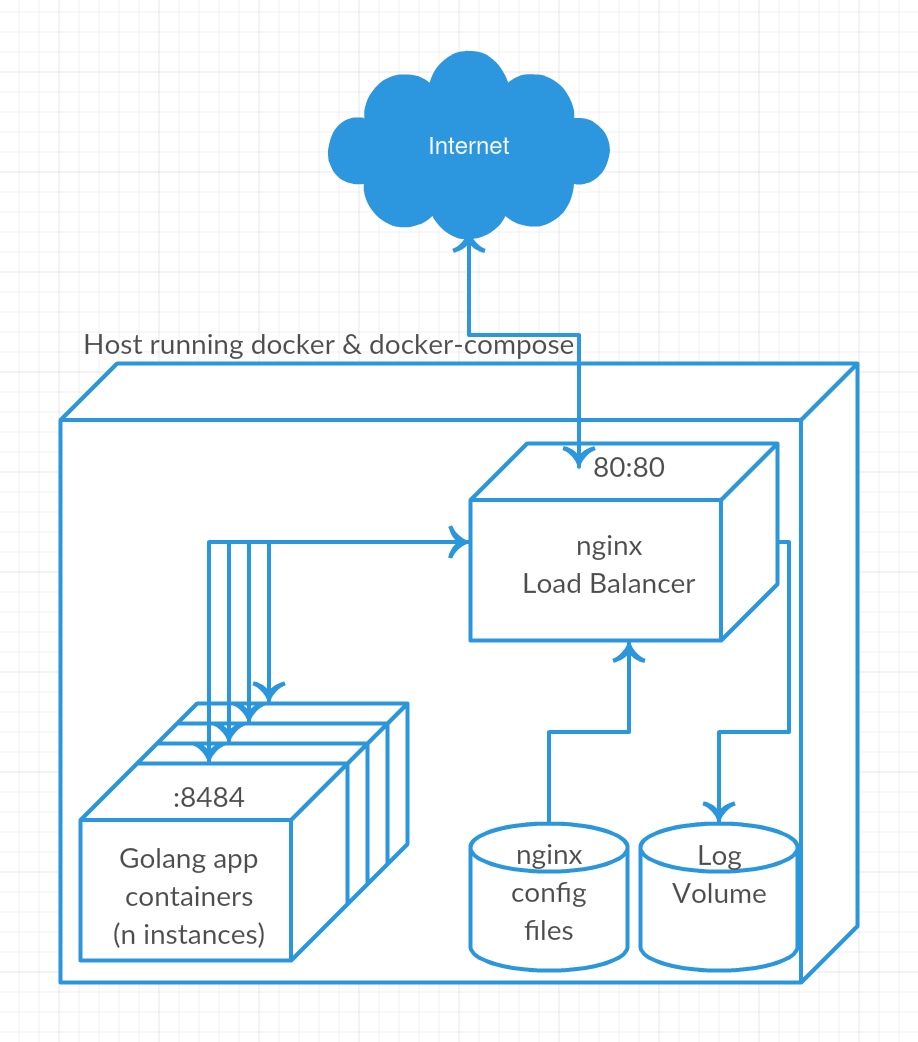 Internet
Host running docker & docker-compose
80:80
nginx
Load Balancer
:8484
Golang app
containers
(n instances)
nginx
config
files
Log
Volume